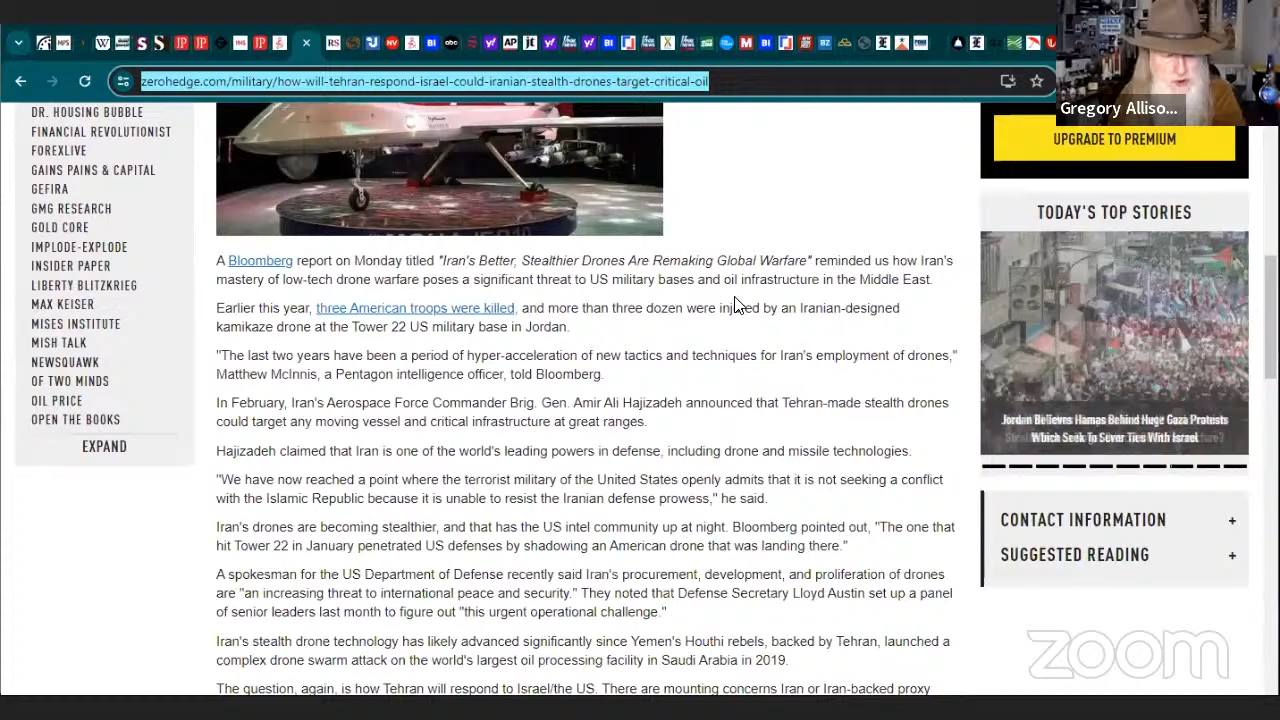 zerohedge.com/military/how-will-tehran-respond-israel-could-iranian-stealth-drones-target-critical-oil
Gregory Alliso...
DR. HOUSING BUBBLE
FINANCIAL REVOLUTIONIST
FOREXLIVE
GAINS PAINS & CAPITAL
GEFIRA
GMG RESEARCH
GOLD CORE
IMPLODE-EXPLODE
INSIDER PAPER
LIBERTY BLITZKRIEG
MAX KEISER
MISES INSTITUTE
MISH TALK
NEWSQUAWK
OF TWO MINDS
OIL PRICE
OPEN THE BOOKS
EXPAND
A Bloomberg report on Monday titled "Iran's Better, Stealthier Drones Are Remaking Global Warfare" reminded us how Iran's
mastery of low-tech drone warfare poses a significant threat to US military bases and oil infrastructure in the Middle East.
Earlier this year, three American troops were killed, and more than three dozen were injured by an Iranian-designed
kamikaze drone at the Tower 22 US military base in Jordan.
"The last two years have been a period of hyper-acceleration of new tactics and techniques for Iran's employment of drones,"
Matthew McInnis, a Pentagon intelligence officer, told Bloomberg.
In February, Iran's Aerospace Force Commander Brig. Gen. Amir Ali Hajizadeh announced that Tehran-made stealth drones
could target any moving vessel and critical infrastructure at great ranges.
Hajizadeh claimed that Iran is one of the world's leading powers in defense, including drone and missile technologies.
"We have now reached a point where the terrorist military of the United States openly admits that it is not seeking a conflict
with the Islamic Republic because it is unable to resist the Iranian defense prowess," he said.
Iran's drones are becoming stealthier, and that has the US intel community up at night. Bloomberg pointed out, "The one that
hit Tower 22 in January penetrated US defenses by shadowing an American drone that was landing there."
A spokesman for the US Department of Defense recently said Iran's procurement, development, and proliferation of drones
are "an increasing threat to international peace and security." They noted that Defense Secretary Lloyd Austin set up a panel
of senior leaders last month to figure out "this urgent operational challenge."
Iran's stealth drone technology has likely advanced significantly since Yemen's Houthi rebels, backed by Tehran, launched a
complex drone swarm attack on the world's largest oil processing facility in Saudi Arabia in 2019.
The question, again, is how Tehran will respond to Israel/the US. There are mounting concerns Iran or Iran-backed proxy
UPGRADE TO PREMIUM
TODAY'S TOP STORIES
Jordan Believes Hamas Behind Huge Gaza Protests
Which Seek To Sever Ties With Israel
CONTACT INFORMATION +
SUGGESTED READING +
zoom